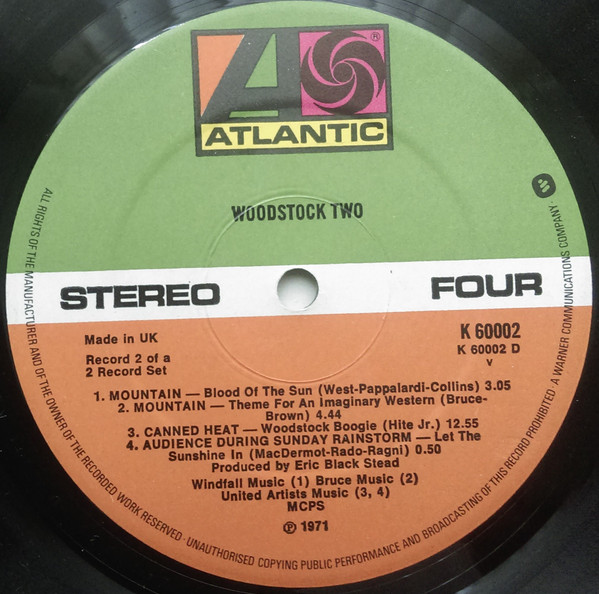 ATLANTIC
®
WOODSTOCK TWO
STEREO
FOUR
Made in UK
K 60002
K 60002 D
V
Record 2 of a
2 Record Set
1. MOUNTAIN — Blood Of The Sun (West-Pappalardi-Collins) 3.05
2. MOUNTAIN — Theme For An Imaginary Western (Bruce-
Brown) 4.44
3. CANNED HEAT — Woodstock Boogie (Hite Jr.) 12.55
4. AUDIENCE DURING SUNDAY RAINSTORM — Let The
Sunshine In (MacDermot-Rado-Ragni) 0.50
Produced by Eric Black Stead
Windfall Music (1) Bruce Music (2)
United Artists Music (3, 4)
MCPS
℗ 1971
ALL RIGHTS OF THE MANUFACTURER AND OF THE OWNER OF THE RECORDED WORK RESERVED · UNAUTHORISED COPYING PUBLIC PERFORMANCE AND BROADCASTING OF THIS RECORD PROHIBITED · A WARNER COMMUNICATIONS COMPANY ·